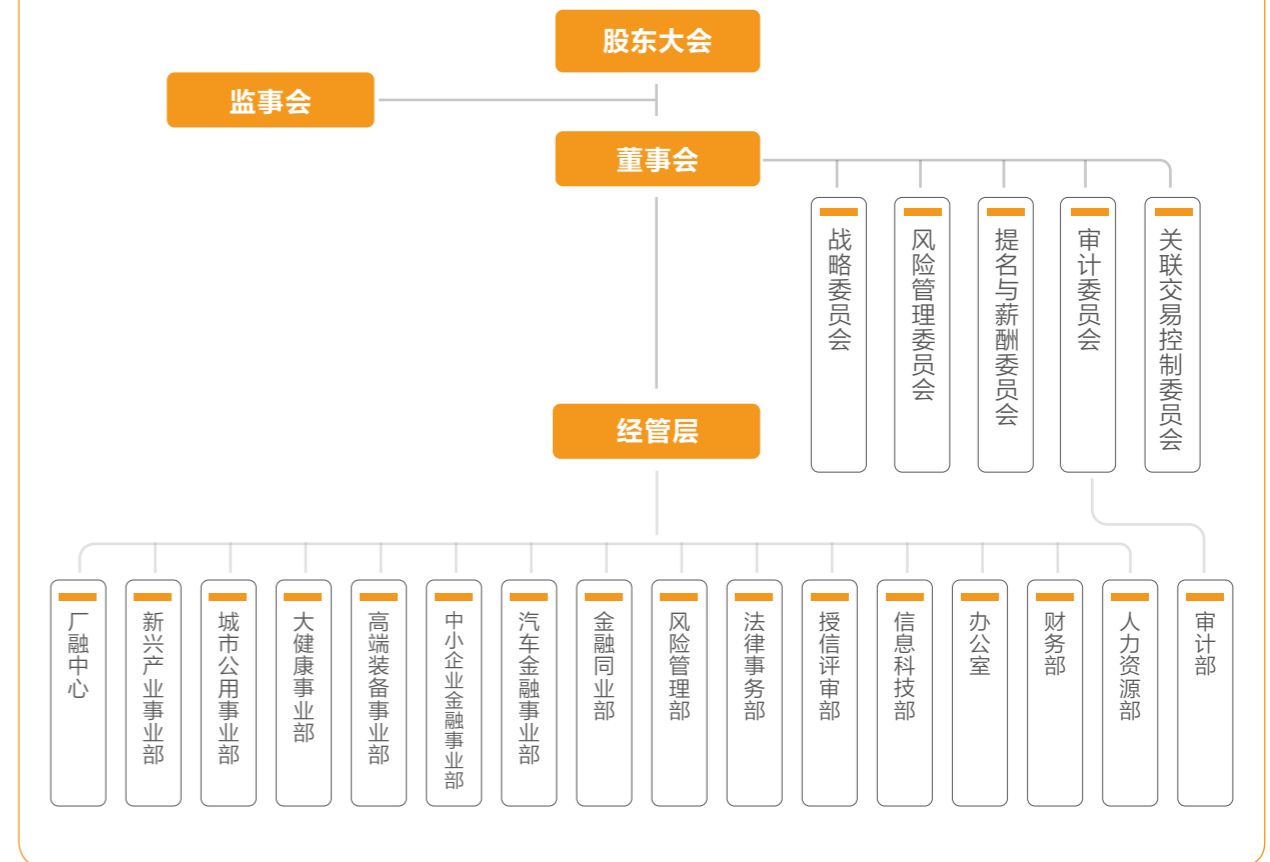 股东大会
监事会
董事会
战略委员会
风险管理委员会
提名与薪酬委员会
审计委员会
关联交易控制委员会
经管层
厂融中心
新兴产业事业部
城市公用事业部
大健康事业部
高端装备事业部
中小企业金融事业部
汽车金融事业部
金融同业部
风险管理部
法律事务部
授信评审部
信息科技部
办公室
财务部
人力资源部
审计部